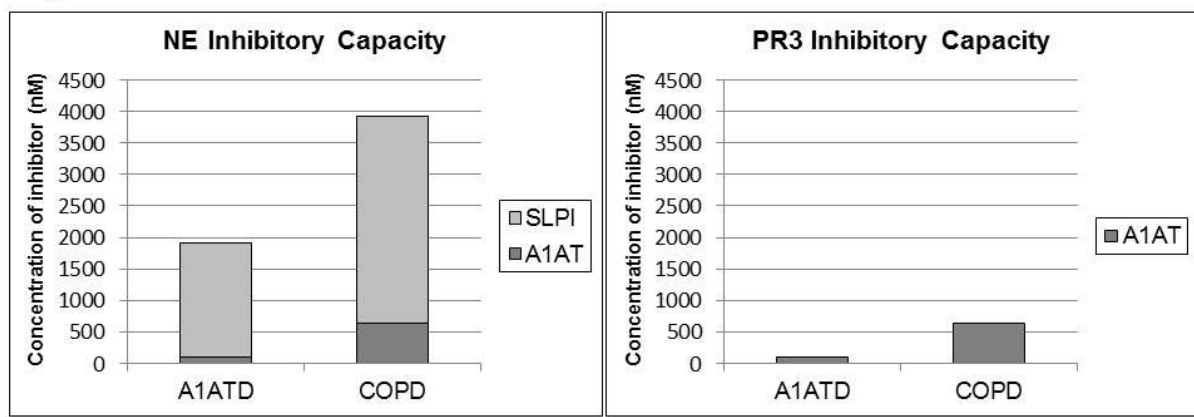 NE Inhibitory Capacity
Concentration of inhibitor (nM)
4500
4000
3500
3000
2500
2000
1500
1000
500
0
A1ATD
COPD
SLPI
A1AT
PR3 Inhibitory Capacity
Concentration of inhibitor (nM)
4500
4000
3500
3000
2500
2000
1500
1000
500
0
A1ATD
COPD
A1AT